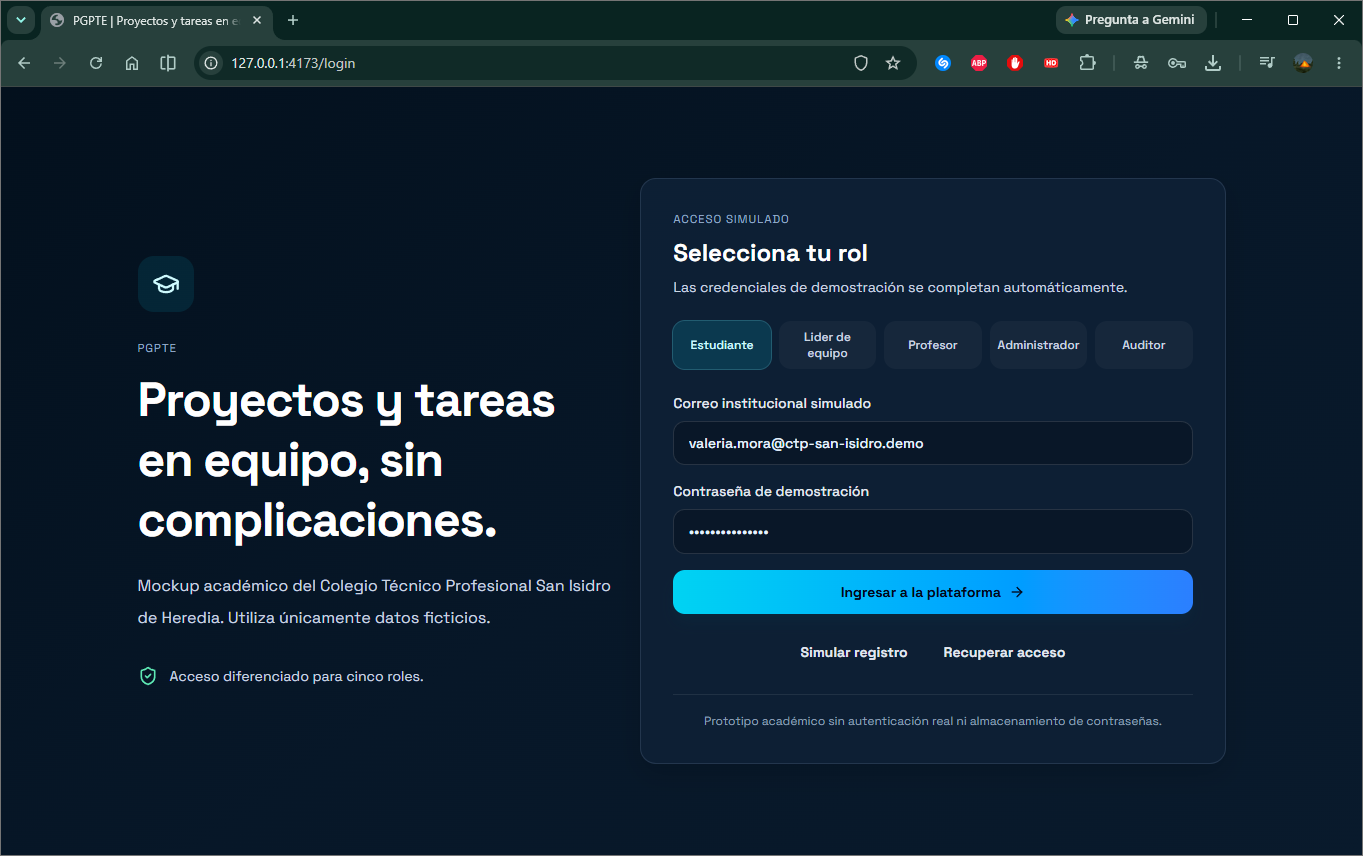 PGPTE | Proyectos y tareas en e
Pregunta a Gemini
127.0.0.1:4173/login
ABP
HD
PGPTE
Proyectos y tareas
en equipo, sin
complicaciones.
Mockup académico del Colegio Técnico Profesional San Isidro
de Heredia. Utiliza únicamente datos ficticios.
Acceso diferenciado para cinco roles.
ACCESO SIMULADO
Selecciona tu rol
Las credenciales de demostración se completan automáticamente.
Estudiante
Lider de
equipo
Profesor
Administrador
Auditor
Correo institucional simulado
valeria.mora@ctp-san-isidro.demo
Contraseña de demostración
•••••••••••••••
Ingresar a la plataforma →
Simular registro
Recuperar acceso
Prototipo académico sin autenticación real ni almacenamiento de contraseñas.